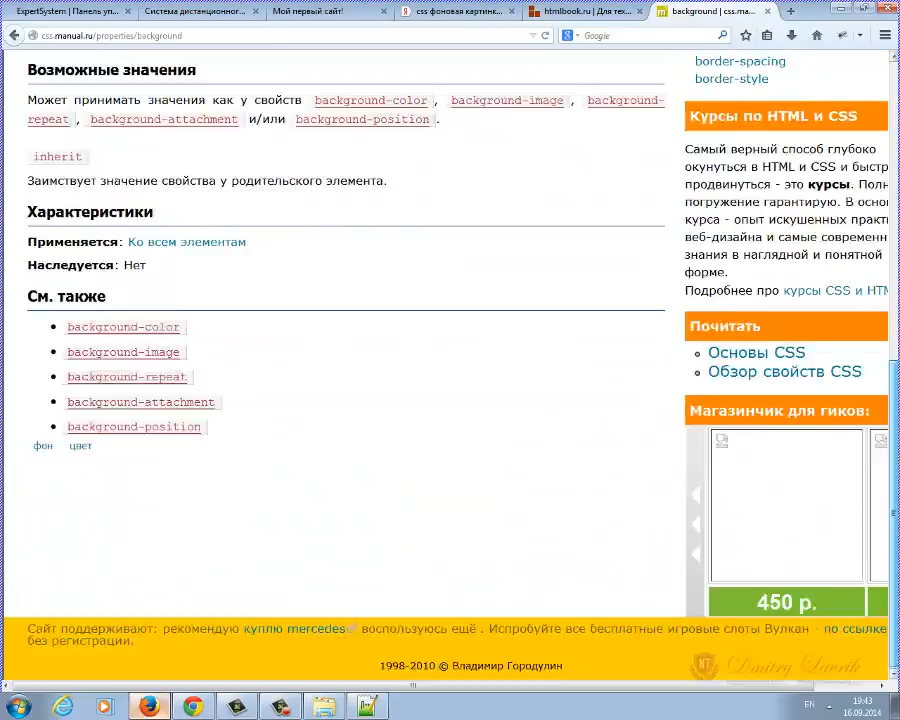 ExpertSystem | Панель уп...
Система дистанционног...
Мой первый сайт!
css фоновая картинк...
htmlbook.ru | Для тех...
background | css.man...
css.manual.ru/properties/background
Google
Возможные значения
Может принимать значения как у свойств background-color , background-image , background-
repeat , background-attachment и/или background-position .
inherit
Заимствует значение свойства у родительского элемента.
Характеристики
Применяется: Ко всем элементам
Наследуется: Нет
См. также
background-color
background-image
background-repeat
background-attachment
background-position
фон цвет
border-spacing
border-style
Курсы по HTML и CSS
Самый верный способ глубоко
окунуться в HTML и CSS и быстр
продвинуться - это курсы. Полн
погружение гарантирую. В осно
курса - опыт искушенных практ
веб-дизайна и самые современн
знания в наглядной и понятной
форме.
Подробнее про курсы CSS и HTM
Почитать
Основы CSS
Обзор свойств CSS
Магазинчик для гиков:
450 р.
Сайт поддерживают: рекомендую куплю mercedes воспользуюсь ещё . Испробуйте все бесплатные игровые слоты Вулкан - по ссылке
без регистрации.
1998-2010 © Владимир Городулин
NT Dmitry Lavrik
EN
19:43
16.09.2014